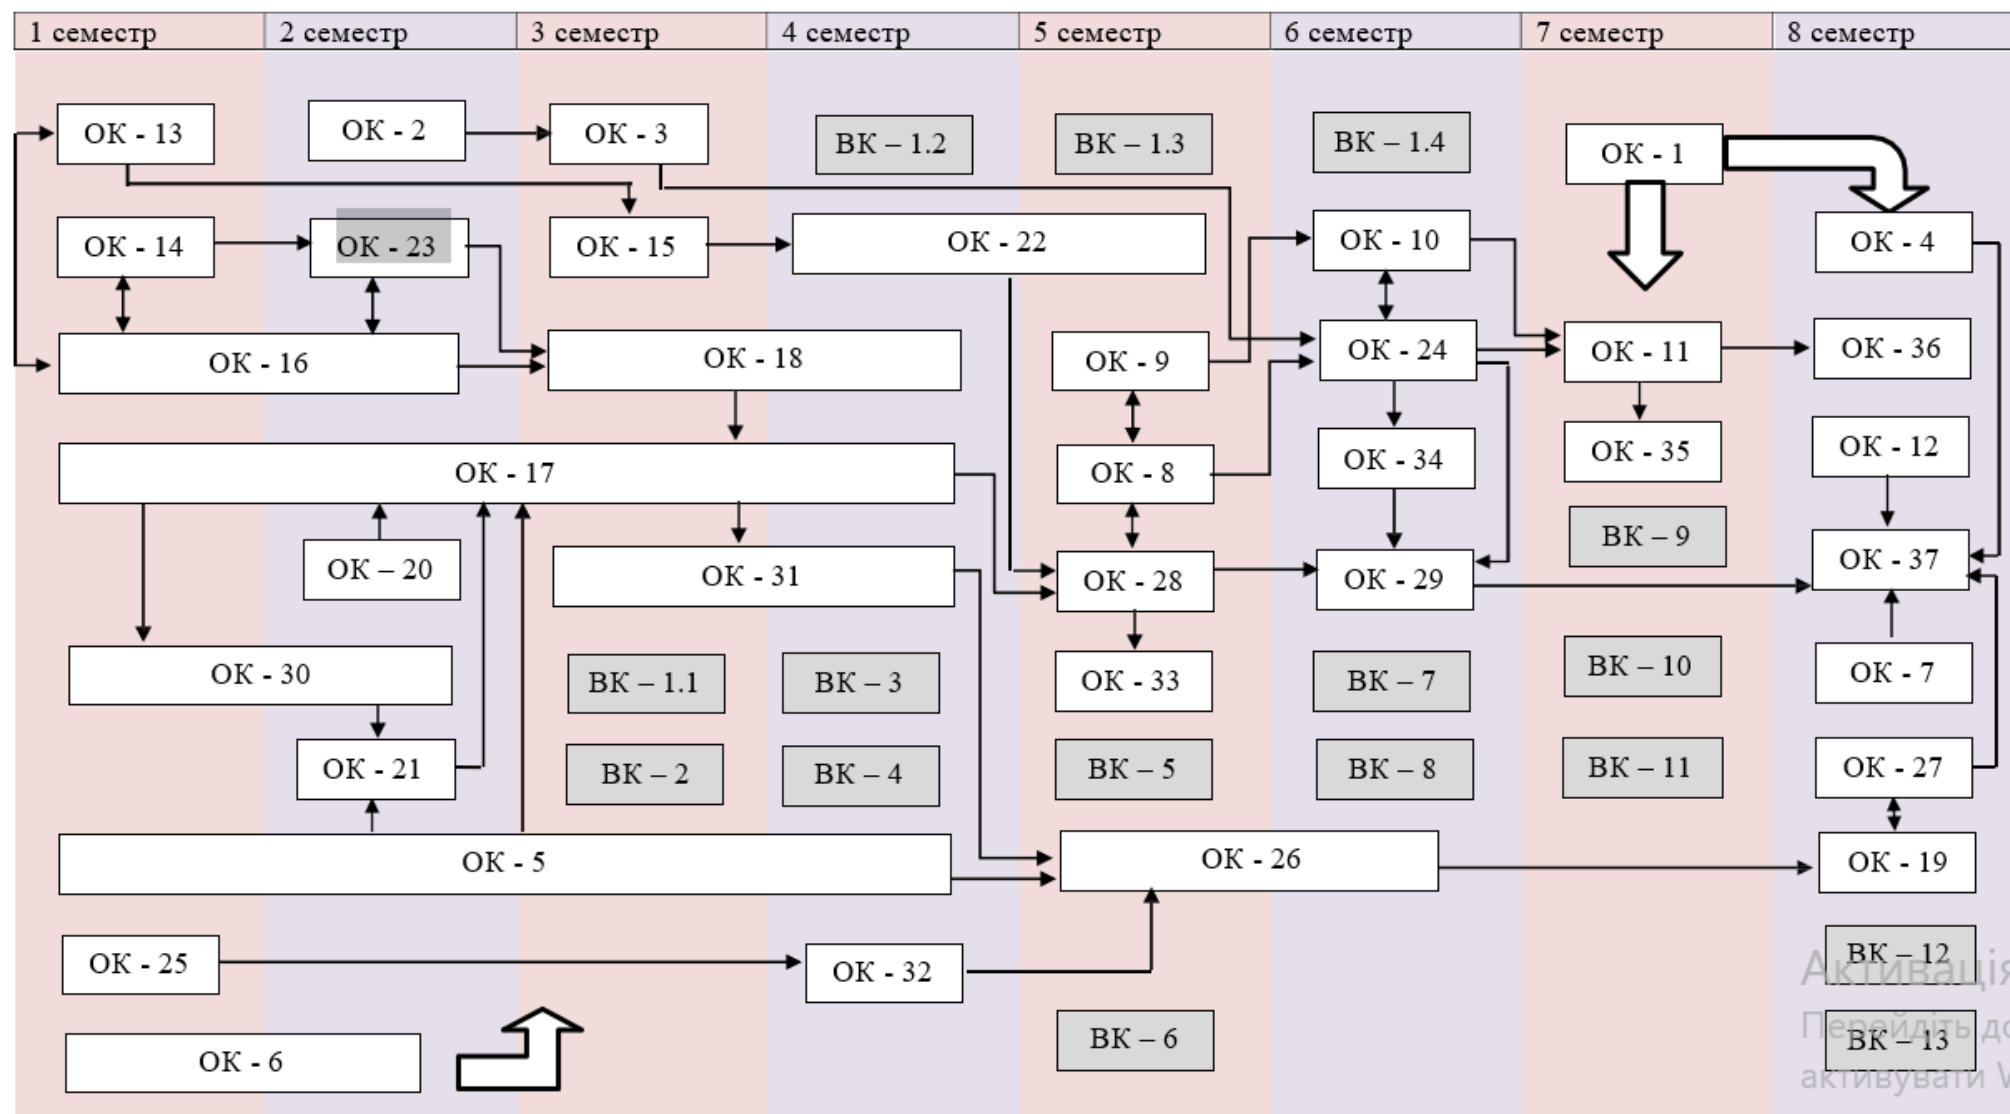 1 семестр
2 семестр
3 семестр
4 семестр
5 семестр
6 семестр
7 семестр
8 семестр
ОК - 13
ОК - 2
ОК - 3
ВК – 1.2
ВК – 1.3
ВК – 1.4
ОК - 1
ОК - 14
ОК - 23
ОК - 15
ОК - 22
ОК - 10
ОК - 4
ОК - 16
ОК - 18
ОК - 9
ОК - 24
ОК - 11
ОК - 36
ОК - 17
ОК - 8
ОК - 34
ОК - 35
ОК - 12
ОК – 20
ОК - 31
ОК - 28
ОК - 29
ВК – 9
ОК - 37
ОК - 30
ВК – 1.1
ВК – 3
ОК - 33
ВК – 7
ВК – 10
ОК - 7
ОК - 21
ВК – 2
ВК – 4
ВК – 5
ВК – 8
ВК – 11
ОК - 27
ОК - 5
ОК - 26
ОК - 19
ОК - 25
ОК - 32
ВК – 12
Активація
ОК - 6
ВК – 6
ВК – 13
Перейдіть до
активувати W